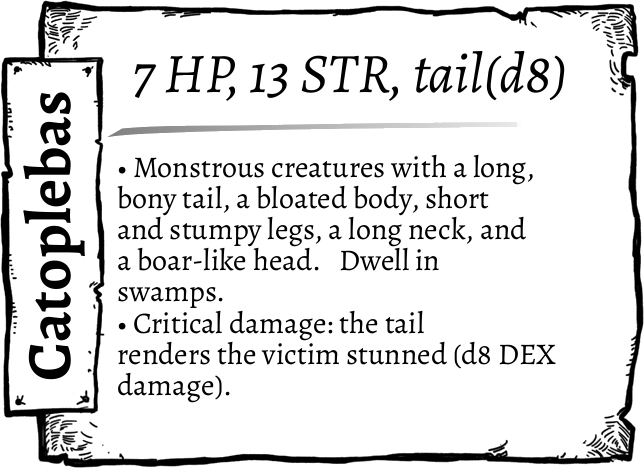 Catoplebas
7 HP, 13 STR, tail(d8)
• Monstrous creatures with a long,
bony tail, a bloated body, short
and stumpy legs, a long neck, and
a boar-like head.   Dwell in
swamps.
• Critical damage: the tail
renders the victim stunned (d8 DEX
damage).